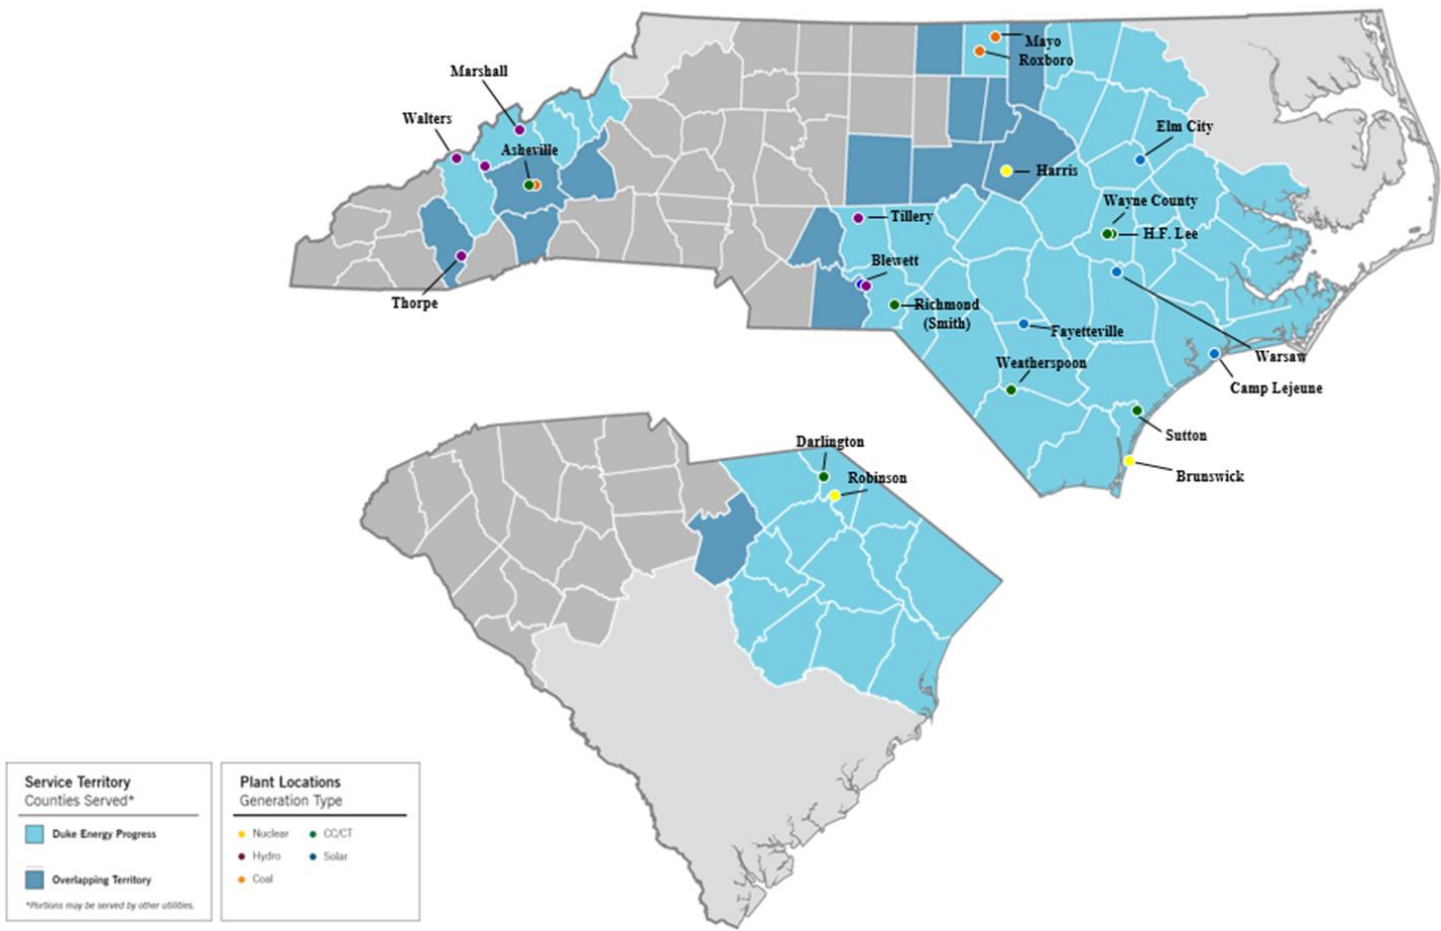 Mayo
Roxboro
Marshall
Walters
Elm City
Asheville
Harris
Wayne County
Tillery
H.F. Lee
Blewett
Thorpe
Richmond
(Smith)
Fayetteville
Warsaw
Weatherspoon
Camp Lejeune
Sutton
Darlington
Brunswick
Robinson
Service Territory
Counties Served*
Duke Energy Progress
Overlapping Territory
*Portions may be served by other utilities.
Plant Locations
Generation Type
Nuclear
CC/CT
Hydro
Solar
Coal